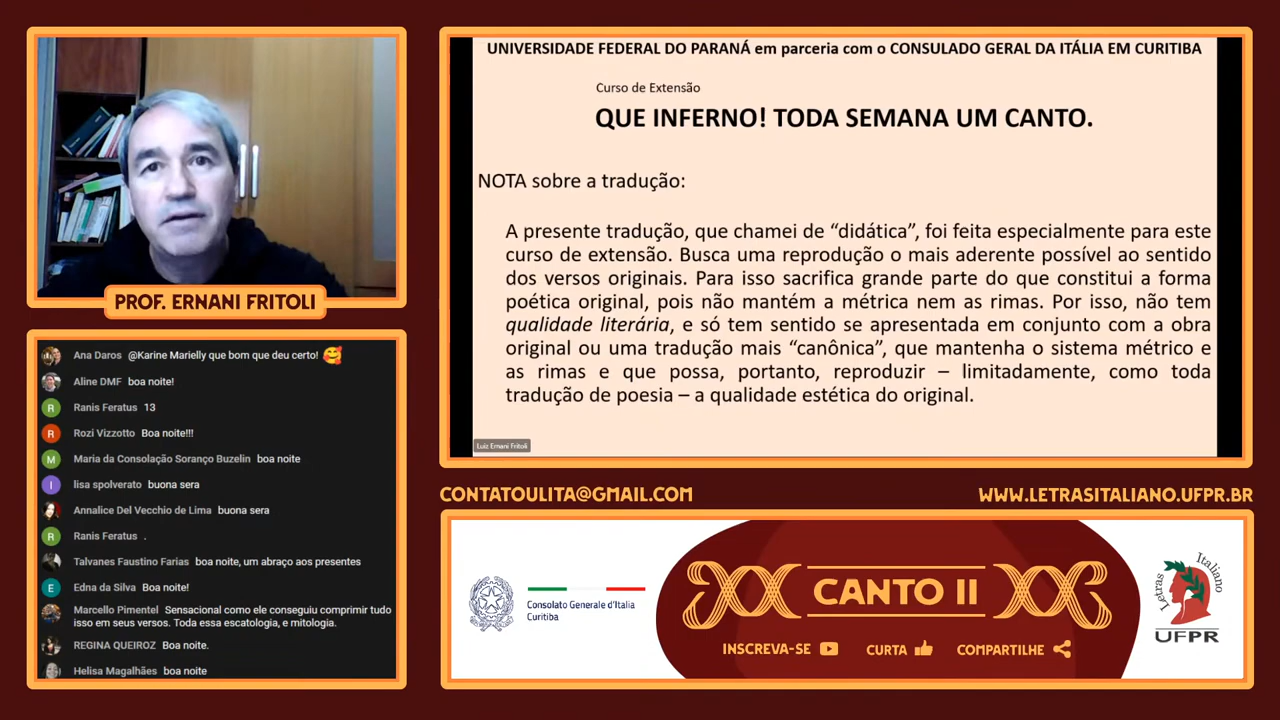 PROF. ERNANI FRITOLI
Ana Daros @Karine Marielly que bom que deu certo!
Aline DMF boa noite!
R Ranis Feratus 13
R Rozi Vizzotto Boa noite!!!
M Maria da Consolação Soranço Buzelin boa noite
I lisa spolverato buona sera
Annalice Del Vecchio de Lima buona sera
R Ranis Feratus .
Talvanes Faustino Farias boa noite, um abraço aos presentes
E Edna da Silva Boa noite!
Marcello Pimentel Sensacional como ele conseguiu comprimir tudo
isso em seus versos. Toda essa escatologia, e mitologia.
REGINA QUEIROZ Boa noite.
Helisa Magalhães boa noite
UNIVERSIDADE FEDERAL DO PARANÁ em parceria com o CONSULADO GERAL DA ITÁLIA EM CURITIBA
Curso de Extensão
QUE INFERNO! TODA SEMANA UM CANTO.
NOTA sobre a tradução:
A presente tradução, que chamei de “didática”, foi feita especialmente para este
curso de extensão. Busca uma reprodução o mais aderente possível ao sentido
dos versos originais. Para isso sacrifica grande parte do que constitui a forma
poética original, pois não mantém a métrica nem as rimas. Por isso, não tem
qualidade literária, e só tem sentido se apresentada em conjunto com a obra
original ou uma tradução mais “canônica”, que mantenha o sistema métrico e
as rimas e que possa, portanto, reproduzir – limitadamente, como toda
tradução de poesia – a qualidade estética do original.
Luiz Ernani Fritoli
CONTATOULITA@GMAIL.COM
WWW.LETRASITALIANO.UFPR.BR
Consolato Generale d'Italia
Curitiba
CANTO II
INSCREVA-SE
CURTA
COMPARTILHE
Letras Italiano
UFPR